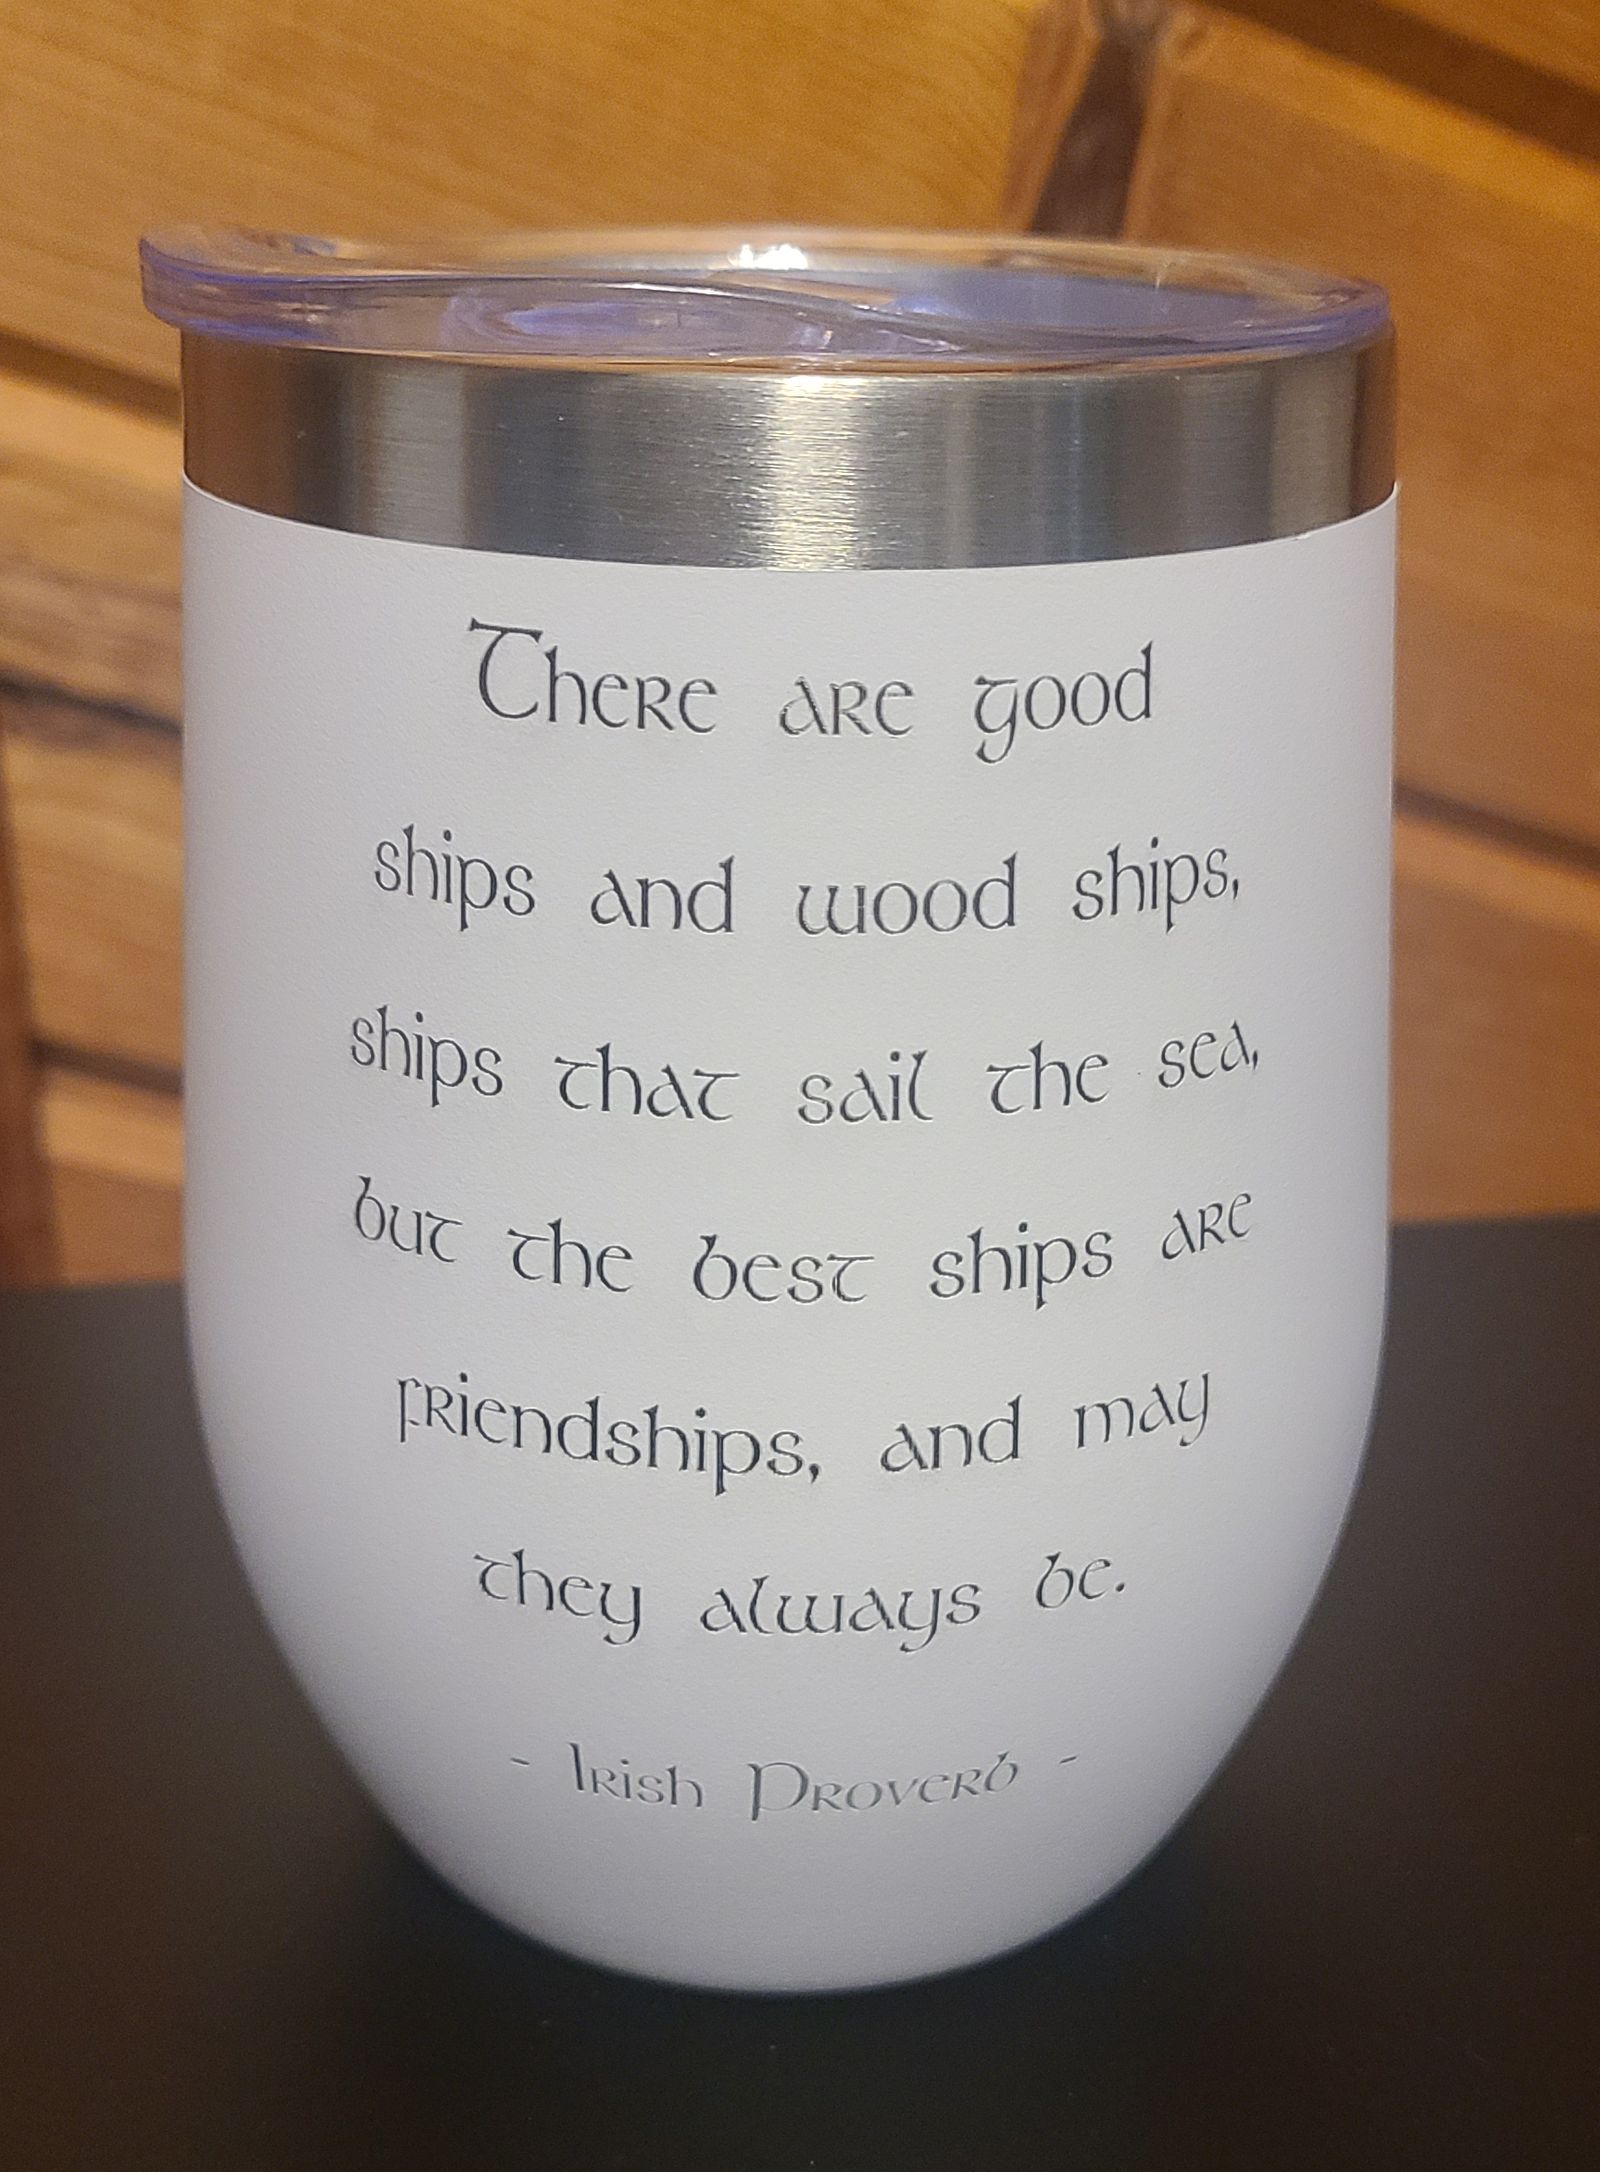 There are good
ships and wood ships,
ships that sail the sea,
but the best ships are
friendships, and may
they always be.
- Irish Proverb -